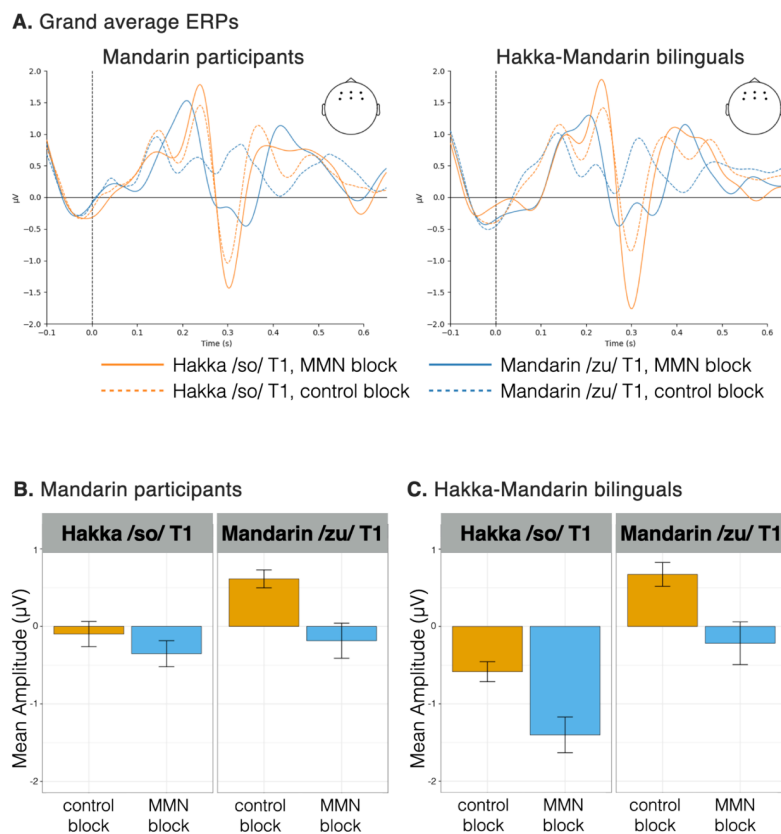 A. Grand average ERPs
Mandarin participants
Hakka-Mandarin bilinguals
2.0
1.5
1.0
0.5
0.0
−0.5
−1.0
−1.5
−2.0
µV
−0.1 0.0 0.1 0.2 0.3 0.4 0.5 0.6
Time (s)
2.0
1.5
1.0
0.5
0.0
−0.5
−1.0
−1.5
−2.0
µV
−0.1 0.0 0.1 0.2 0.3 0.4 0.5 0.6
Time (s)
Hakka /so/ T1, MMN block
Mandarin /zu/ T1, MMN block
Hakka /so/ T1, control block
Mandarin /zu/ T1, control block
B. Mandarin participants
Hakka /so/ T1
Mandarin /zu/ T1
Mean Amplitude (µV)
1
0
-1
-2
control block
MMN block
control block
MMN block
C. Hakka-Mandarin bilinguals
Hakka /so/ T1
Mandarin /zu/ T1
Mean Amplitude (µV)
1
0
-1
-2
control block
MMN block
control block
MMN block